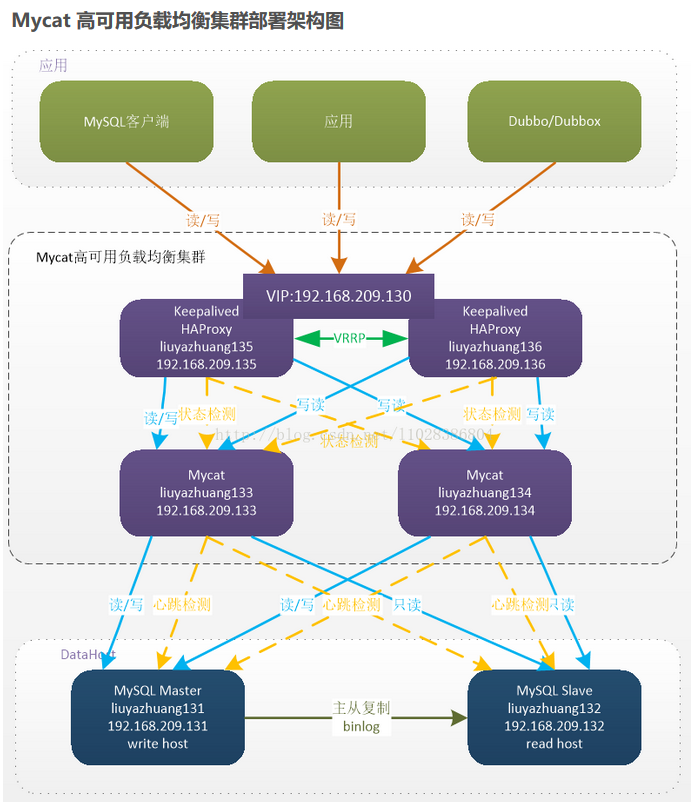 Mycat 高可用负载均衡集群部署架构图
应用
MySQL客户端
应用
Dubbo/Dubbox
读/写
读/写
读/写
Mycat高可用负载均衡集群
VIP:192.168.209.130
Keepalived
HAProxy
liuyazhuang135
192.168.209.135
VRRP
Keepalived
HAProxy
liuyazhuang136
192.168.209.136
读/写
状态检测
写读
写读
状态检测
写读
状态检测
Mycat
liuyazhuang133
192.168.209.133
Mycat
liuyazhuang134
192.168.209.134
读/写
心跳检测
读/写
只读
心跳检测
只读
DataHost
MySQL Master
liuyazhuang131
192.168.209.131
write host
主从复制
binlog
MySQL Slave
liuyazhuang132
192.168.209.132
read host